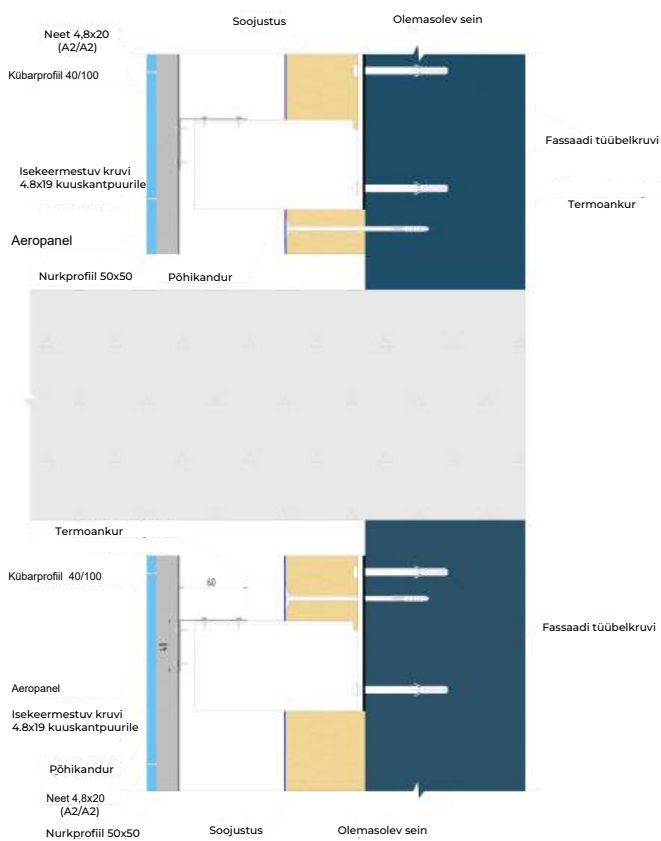 Soojustus
Olemasolev sein
Neet 4,8x20
(A2/A2)
Kübarprofiil 40/100
Fassaadi tüübelkruvi
Isekeermestuv kruvi
4.8x19 kuuskantpuurile
Termoankur
Aeropanel
Nurkprofiil 50x50
Põhikandur
Termoankur
Kübarprofiil 40/100
60
Fassaadi tüübelkruvi
Aeropanel
Isekeermestuv kruvi
4.8x19 kuuskantpuurile
Põhikandur
Neet 4,8x20
(A2/A2)
Nurkprofiil 50x50
Soojustus
Olemasolev sein